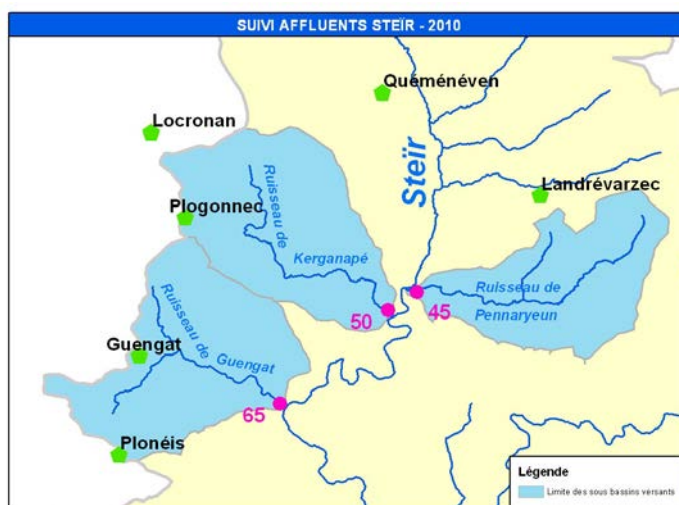 SUIVI AFFLUENTS STEÏR - 2010
Quéménéven
Locronan
Steïr
Landrévarzec
Plogonnec
Ruisseau de
Kerganapé
Ruisseau de
Pennaryeun
50
45
Ruisseau de
Guengat
Guengat
65
Plonéis
Légende
Limite des sous bassins versants